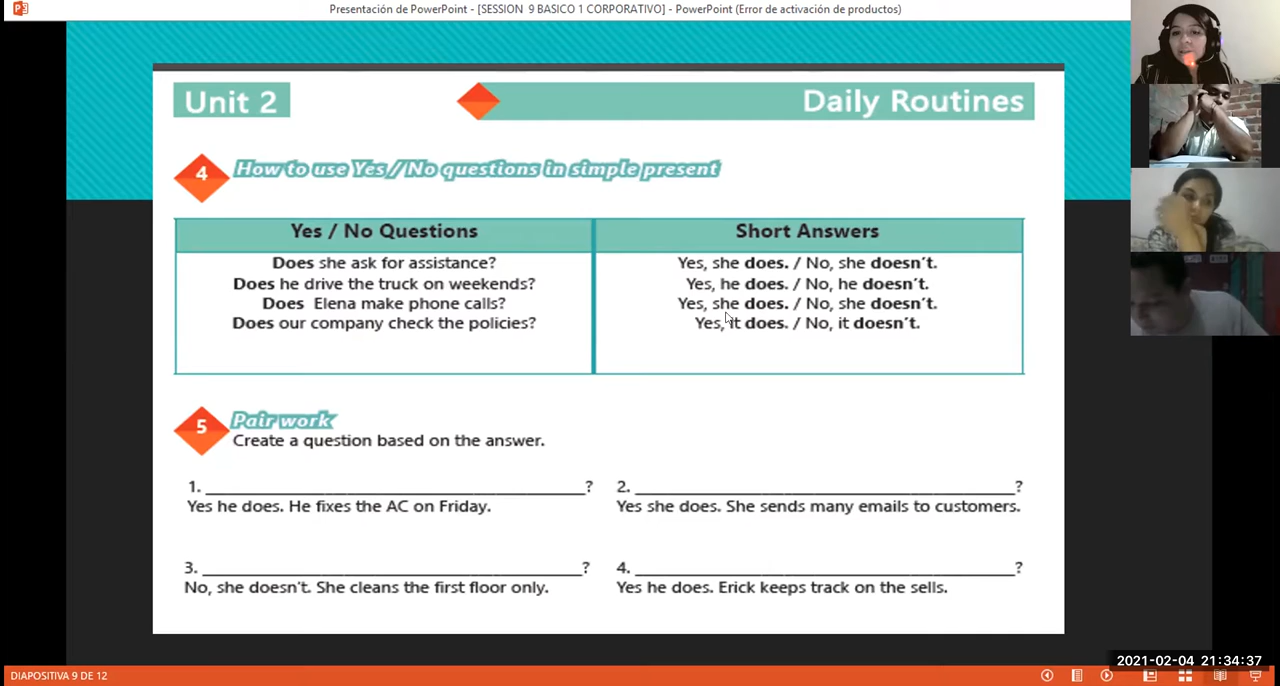 Presentación de PowerPoint - [SESSION 9 BASICO 1 CORPORATIVO] - PowerPoint (Error de activación de productos)
Unit 2
Daily Routines
4
How to use Yes / No questions in simple present
Yes / No Questions
Short Answers
Does she ask for assistance?
Yes, she does. / No, she doesn´t.
Does he drive the truck on weekends?
Yes, he does. / No, he doesn´t.
Does Elena make phone calls?
Yes, she does. / No, she doesn´t.
Does our company check the policies?
Yes, it does. / No, it doesn´t.
5
Pair work
Create a question based on the answer.
1. ______________________________________?
2. ______________________________________?
Yes he does. He fixes the AC on Friday.
Yes she does. She sends many emails to customers.
3. ______________________________________?
4. ______________________________________?
No, she doesn´t. She cleans the first floor only.
Yes he does. Erick keeps track on the sells.
2021-02-04 21:34:37
DIAPOSITIVA 9 DE 12